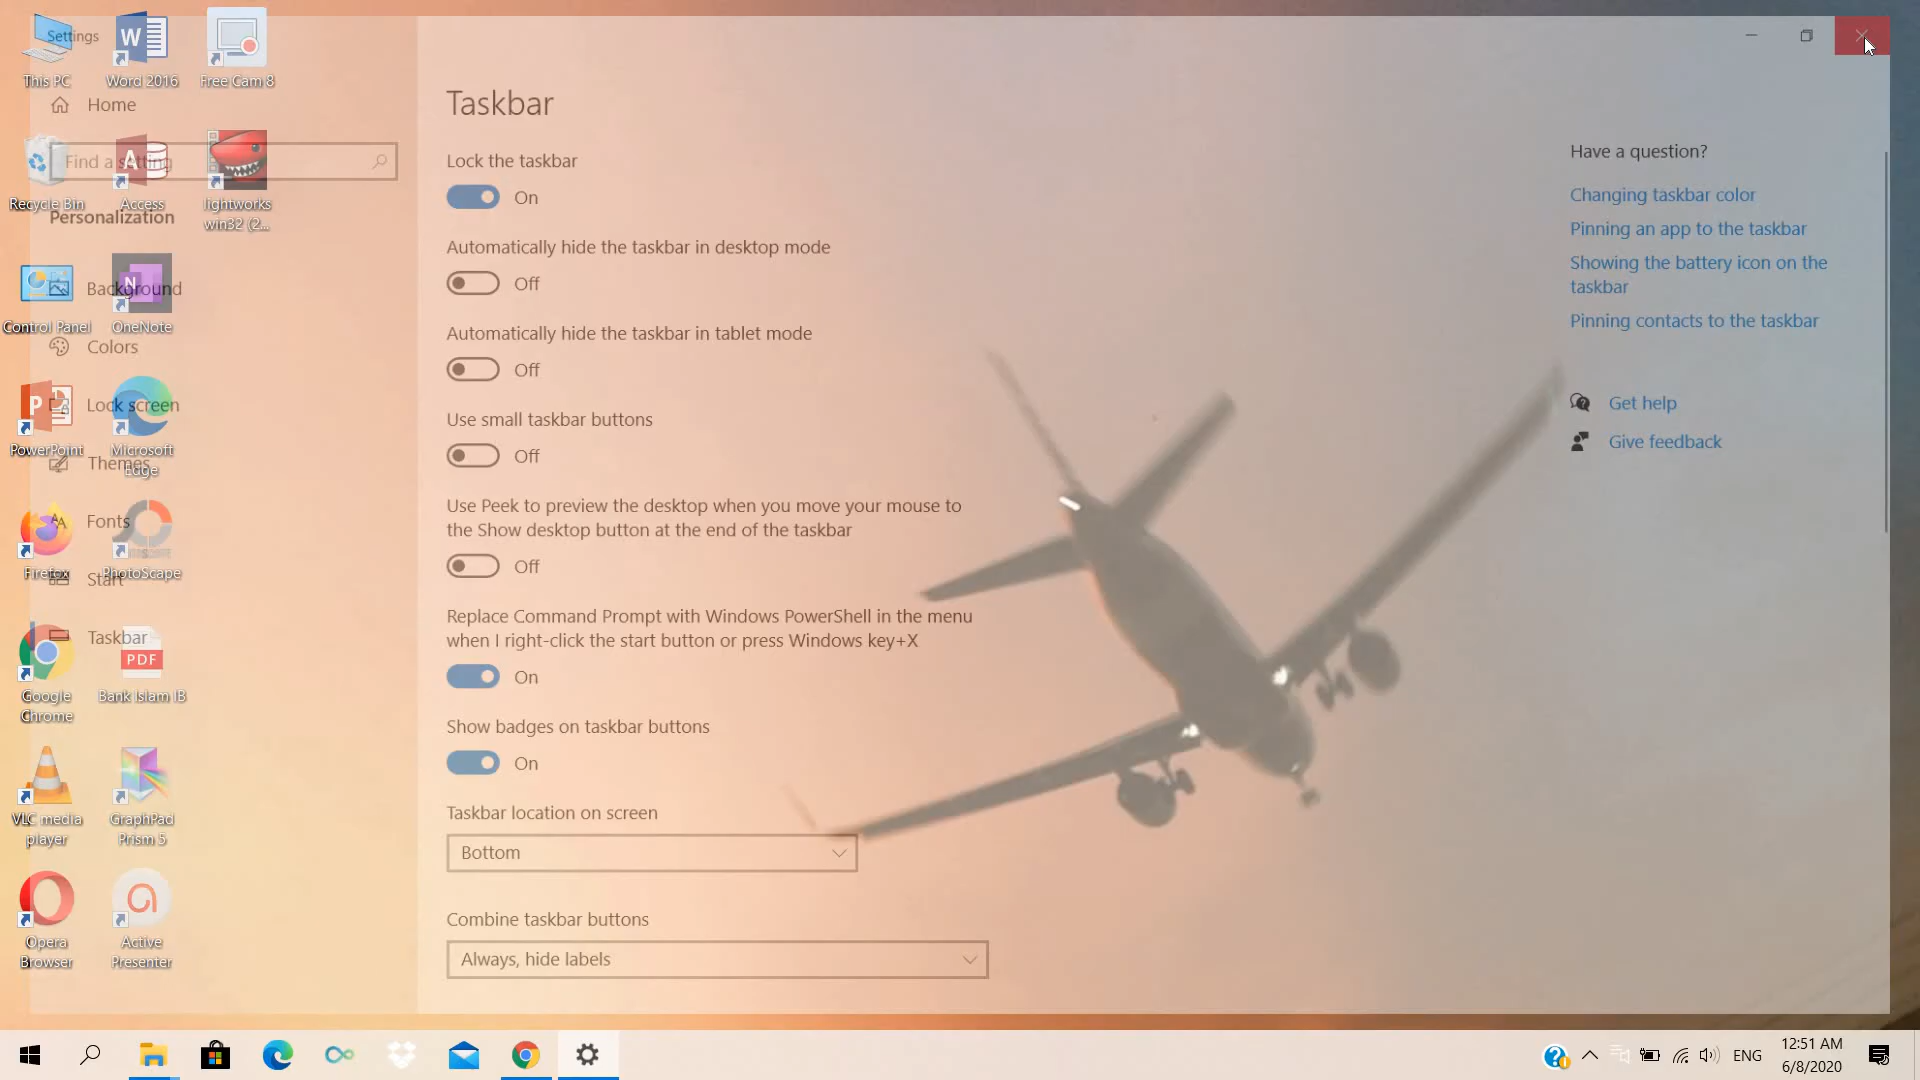 Settings
This PC
Word 2016
Free Cam 8
Home
Find a setting
Recycle Bin
Access
lightworks
win32 (2...
Personalization
Background
Control Panel
OneNote
Colors
Lock screen
PowerPoint
Microsoft
Edge
Themes
Fonts
Firefox
PhotoScape
Start
Taskbar
PDF
Google
Chrome
Bank Islam IB
VLC media
player
GraphPad
Prism 5
Opera
Browser
Active
Presenter
Taskbar
Lock the taskbar
On
Automatically hide the taskbar in desktop mode
Off
Automatically hide the taskbar in tablet mode
Off
Use small taskbar buttons
Off
Use Peek to preview the desktop when you move your mouse to
the Show desktop button at the end of the taskbar
Off
Replace Command Prompt with Windows PowerShell in the menu
when I right-click the start button or press Windows key+X
On
Show badges on taskbar buttons
On
Taskbar location on screen
Bottom
Combine taskbar buttons
Always, hide labels
Have a question?
Changing taskbar color
Pinning an app to the taskbar
Showing the battery icon on the
taskbar
Pinning contacts to the taskbar
Get help
Give feedback
ENG
12:51 AM
6/8/2020